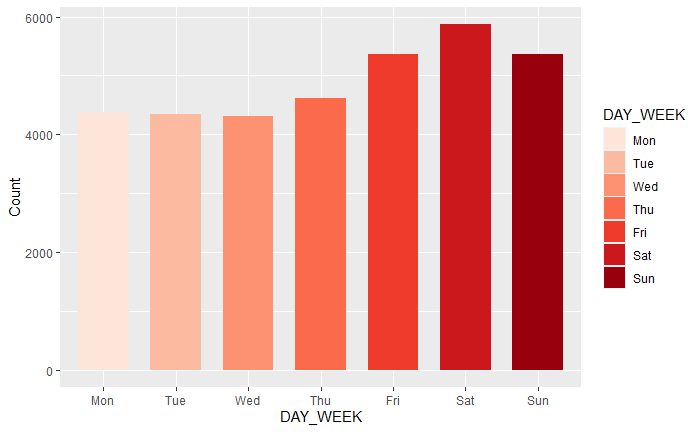 6000
4000
2000
0
Count
Mon Tue Wed Thu Fri Sat Sun
DAY_WEEK
DAY_WEEK
Mon
Tue
Wed
Thu
Fri
Sat
Sun